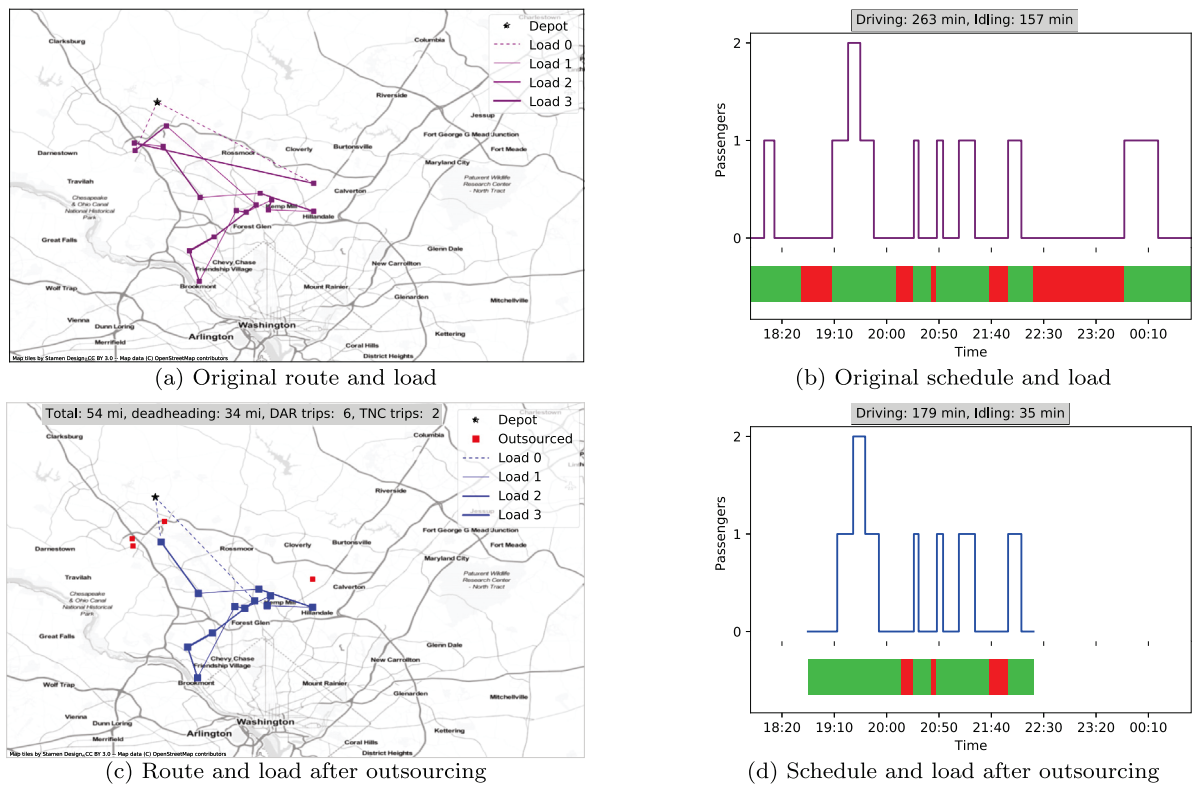 Depot
Load 0
Load 1
Load 2
Load 3
Clarksburg
Columbia
Riverside
Jessup
Fort George G Mead Junction
Fort Meade
Maryland City
Patuxent Wildlife
Research Center
- North Tract
Darnestown
Rossmoor
Cloverly
Burtonsville
Calverton
Travilah
Chesapeake
& Ohio Canal
National Historical
Park
Kemp Mill
Hillandale
Forest Glen
Great Falls
Glenn Dale
Chevy Chase
Friendship Village
New Carrollton
Brookmont
Mount Rainier
Glenarden
Mitchellville
Wolf Trap
Vienna
Dunn Loring
Merrifield
Washington
Arlington
Kettering
Coral Hills
District Heights
Map tiles by Stamen Design, CC BY 3.0 -- Map data (C) OpenStreetMap contributors
(a) Original route and load
Driving: 263 min, Idling: 157 min
Passengers
2
1
0
18:20 19:10 20:00 20:50 21:40 22:30 23:20 00:10
Time
(b) Original schedule and load
Total: 54 mi, deadheading: 34 mi, DAR trips: 6, TNC trips: 2
Depot
Outsourced
Load 0
Load 1
Load 2
Load 3
Clarksburg
Columbia
Riverside
Fort George G Mead Junction
Fort Meade
Maryland City
Patuxent Wildlife
Research Center
- North Tract
Darnestown
Rossmoor
Cloverly
Burtonsville
Calverton
Travilah
Chesapeake
& Ohio Canal
National Historical
Park
Kemp Mill
Hillandale
Forest Glen
Great Falls
Glenn Dale
Chevy Chase
Friendship Village
New Carrollton
Brookmont
Mount Rainier
Glenarden
Mitchellville
Wolf Trap
Vienna
Dunn Loring
Merrifield
Washington
Arlington
Kettering
Coral Hills
District Heights
Map tiles by Stamen Design, CC BY 3.0 -- Map data (C) OpenStreetMap contributors
(c) Route and load after outsourcing
Driving: 179 min, Idling: 35 min
Passengers
2
1
0
18:20 19:10 20:00 20:50 21:40 22:30 23:20 00:10
Time
(d) Schedule and load after outsourcing